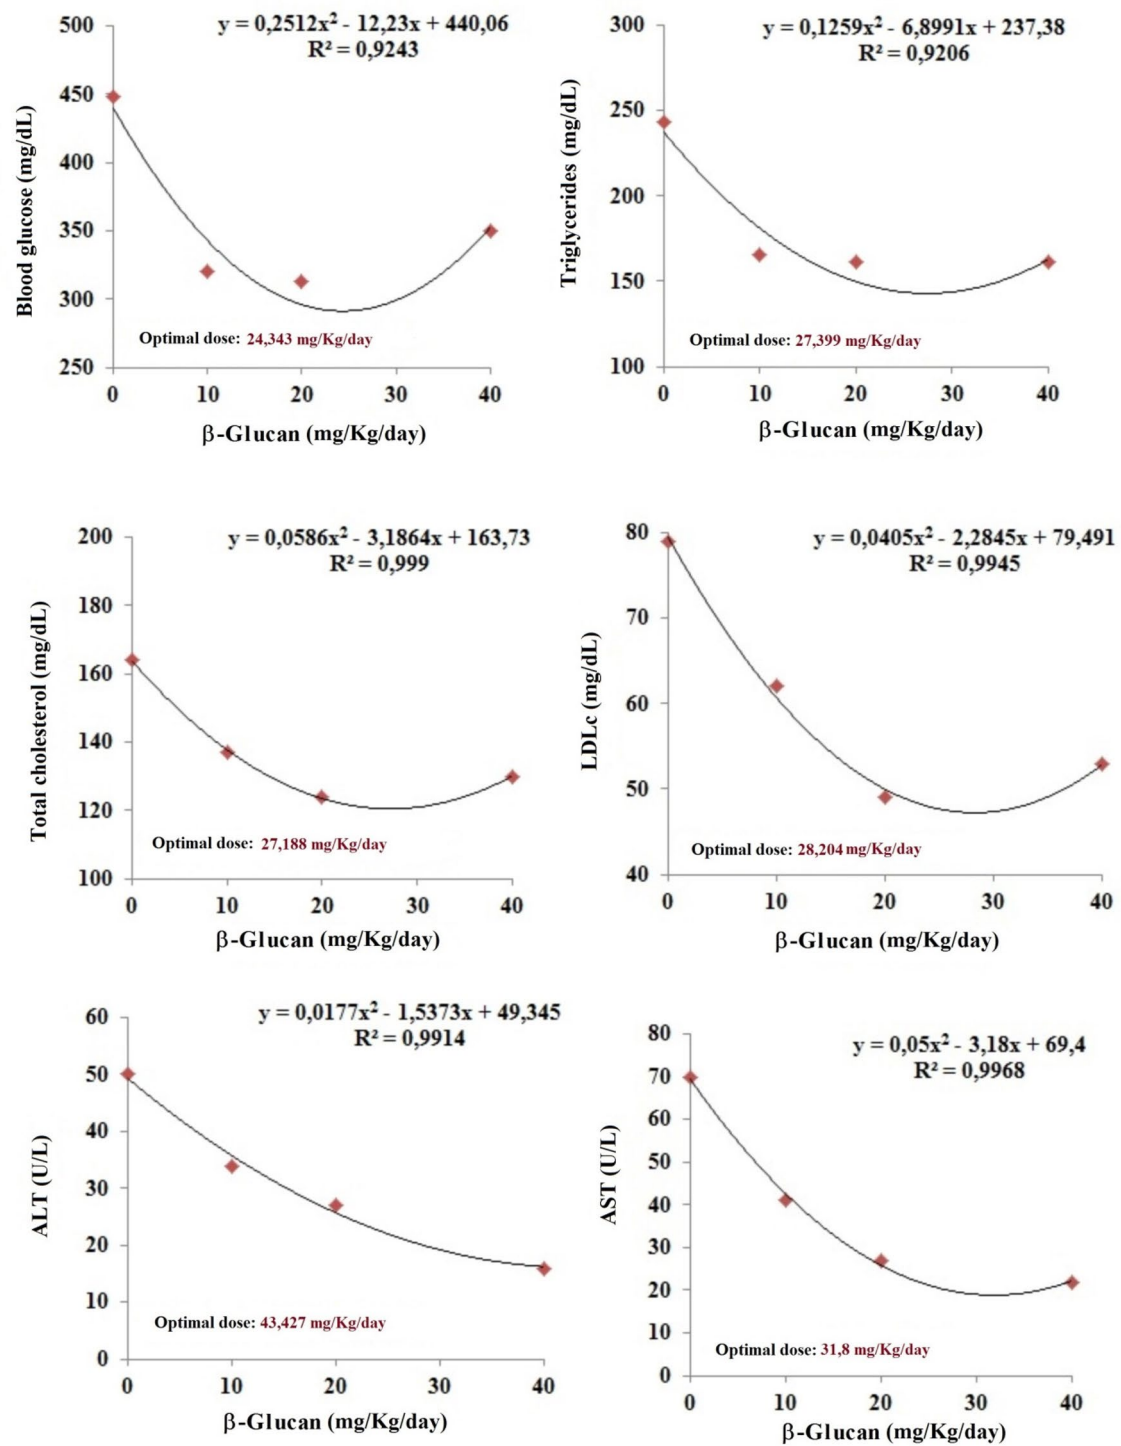 y = 0,2512x² - 12,23x + 440,06
R² = 0,9243
Blood glucose (mg/dL)
500
450
400
350
300
250
Optimal dose: 24,343 mg/Kg/day
0 10 20 30 40
β-Glucan (mg/Kg/day)
y = 0,1259x² - 6,8991x + 237,38
R² = 0,9206
Triglycerides (mg/dL)
300
250
200
150
100
Optimal dose: 27,399 mg/Kg/day
0 10 20 30 40
β-Glucan (mg/Kg/day)
y = 0,0586x² - 3,1864x + 163,73
R² = 0,999
Total cholesterol (mg/dL)
200
180
160
140
120
100
Optimal dose: 27,188 mg/Kg/day
0 10 20 30 40
β-Glucan (mg/Kg/day)
y = 0,0405x² - 2,2845x + 79,491
R² = 0,9945
LDLc (mg/dL)
80
70
60
50
40
Optimal dose: 28,204 mg/Kg/day
0 10 20 30 40
β-Glucan (mg/Kg/day)
y = 0,0177x² - 1,5373x + 49,345
R² = 0,9914
ALT (U/L)
60
50
40
30
20
10
0
Optimal dose: 43,427 mg/Kg/day
0 10 20 30 40
β-Glucan (mg/Kg/day)
y = 0,05x² - 3,18x + 69,4
R² = 0,9968
AST (U/L)
80
70
60
50
40
30
20
10
0
Optimal dose: 31,8 mg/Kg/day
0 10 20 30 40
β-Glucan (mg/Kg/day)